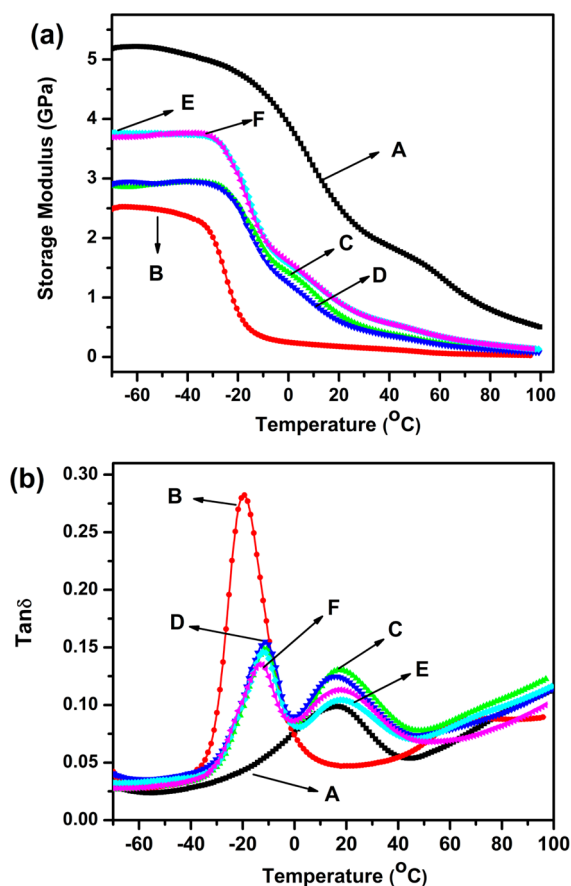 (a)
Storage Modulus (GPa)
6
5
4
3
2
1
0
E
F
A
B
C
D
-60 -40 -20 0 20 40 60 80 100
Temperature (°C)
(b)
Tanδ
0.30
0.25
0.20
0.15
0.10
0.05
0.00
B
D
F
C
E
A
-60 -40 -20 0 20 40 60 80 100
Temperature (°C)